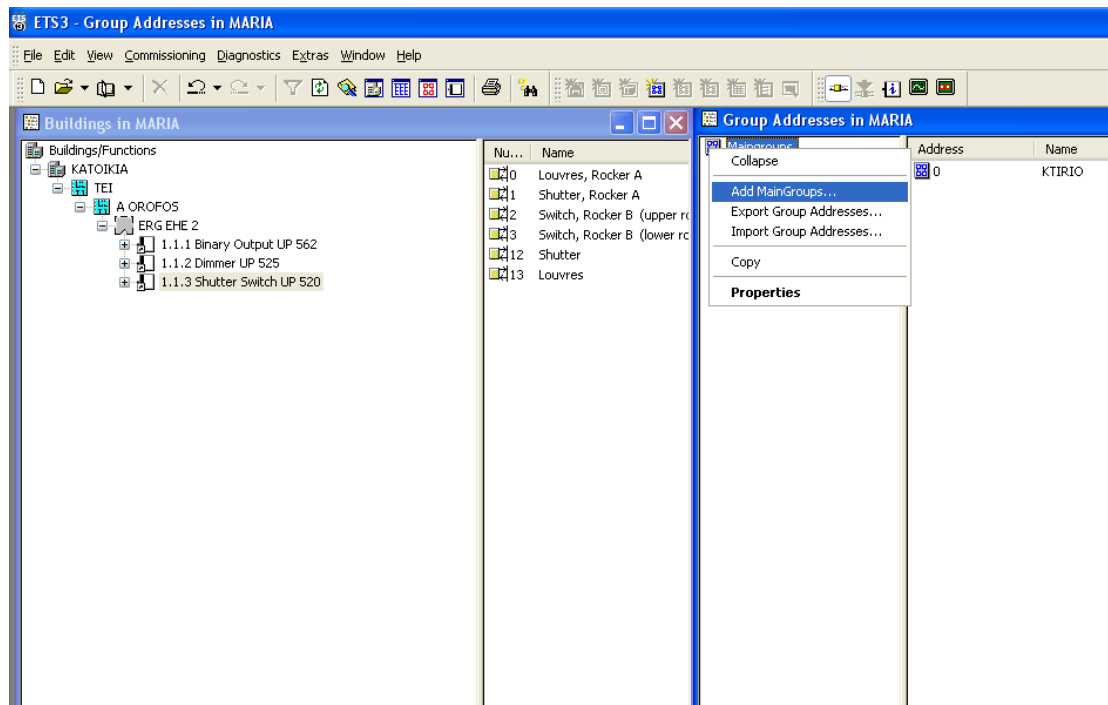 ETS3 - Group Addresses in MARIA
File Edit View Commissioning Diagnostics Extras Window Help
Buildings in MARIA
Buildings/Functions
KATOIKIA
TEI
A OROFOS
ERG EHE 2
1.1.1 Binary Output UP 562
1.1.2 Dimmer UP 525
1.1.3 Shutter Switch UP 520
Nu... Name
0 Louvres, Rocker A
1 Shutter, Rocker A
2 Switch, Rocker B (upper ro
3 Switch, Rocker B (lower ro
12 Shutter
13 Louvres
Group Addresses in MARIA
Maingroups
Collapse
Add MainGroups...
Export Group Addresses...
Import Group Addresses...
Copy
Properties
Address Name
0 KTIRIO